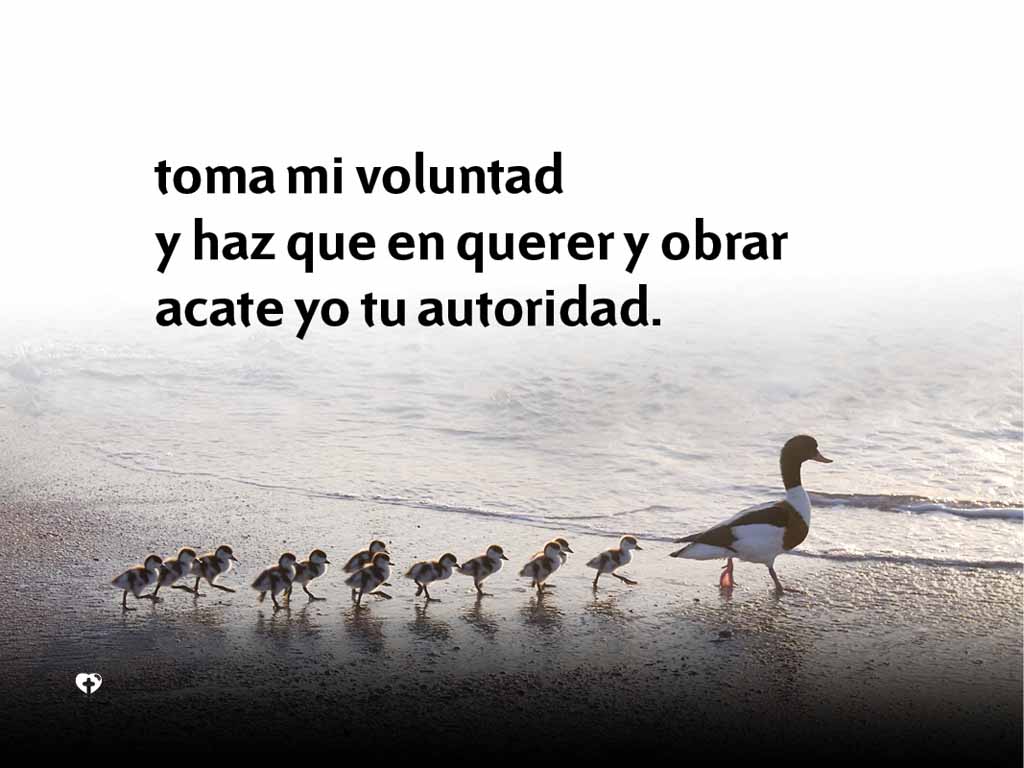 toma mi voluntad
y haz que en querer y obrar
acate yo tu autoridad.